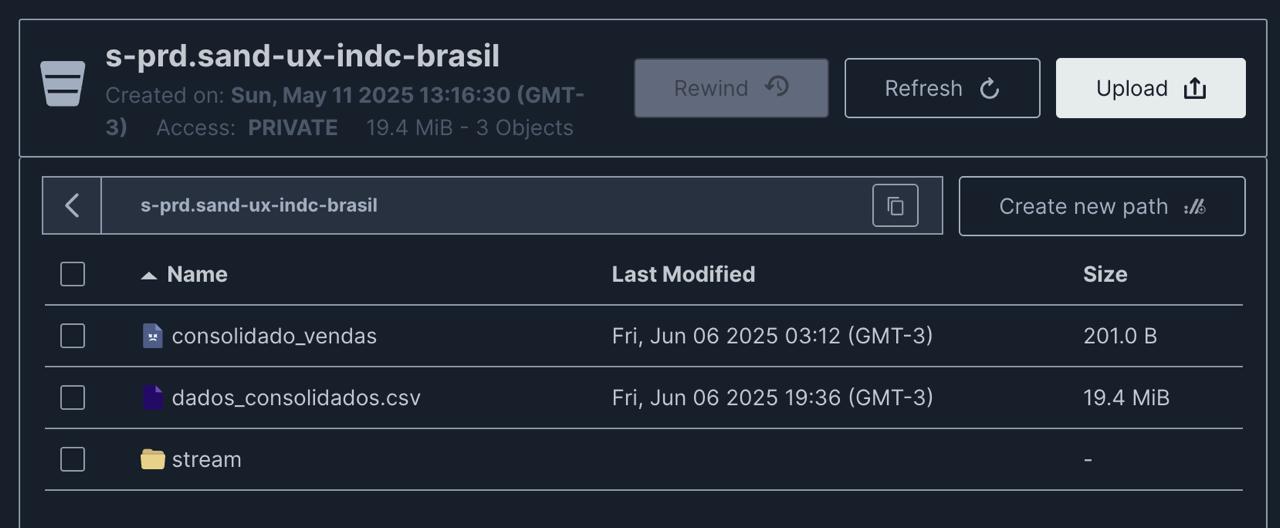 s-prd.sand-ux-indc-brasil
Created on: Sun, May 11 2025 13:16:30 (GMT-
3) Access: PRIVATE 19.4 MiB - 3 Objects
Rewind
Refresh
Upload
s-prd.sand-ux-indc-brasil
Create new path
Name Last Modified Size
consolidado_vendas Fri, Jun 06 2025 03:12 (GMT-3) 201.0 B
dados_consolidados.csv Fri, Jun 06 2025 19:36 (GMT-3) 19.4 MiB
stream -